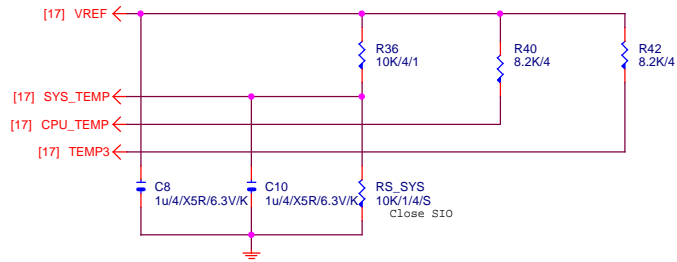 [17] VREF
R36
10K/4/1
R40
8.2K/4
R42
8.2K/4
[17] SYS_TEMP
[17] CPU_TEMP
[17] TEMP3
C8
1u/4/X5R/6.3V/K
C10
1u/4/X5R/6.3V/K
RS_SYS
10K/1/4/S
Close SIO